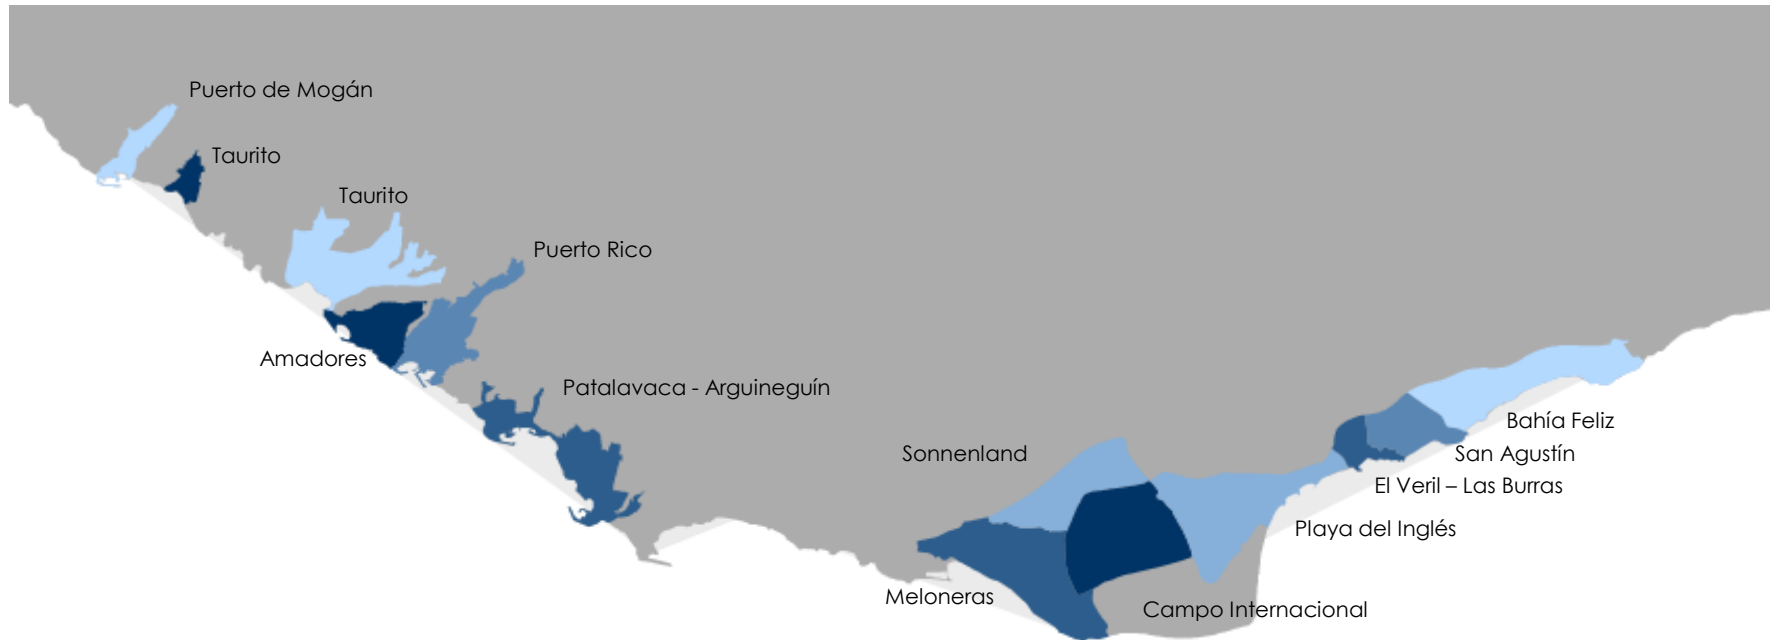 Puerto de Mogán
Taurito
Taurito
Puerto Rico
Amadores
Patalavaca - Arguineguín
Bahía Feliz
Sonnenland
San Agustín
El Veril – Las Burras
Playa del Inglés
Meloneras
Campo Internacional